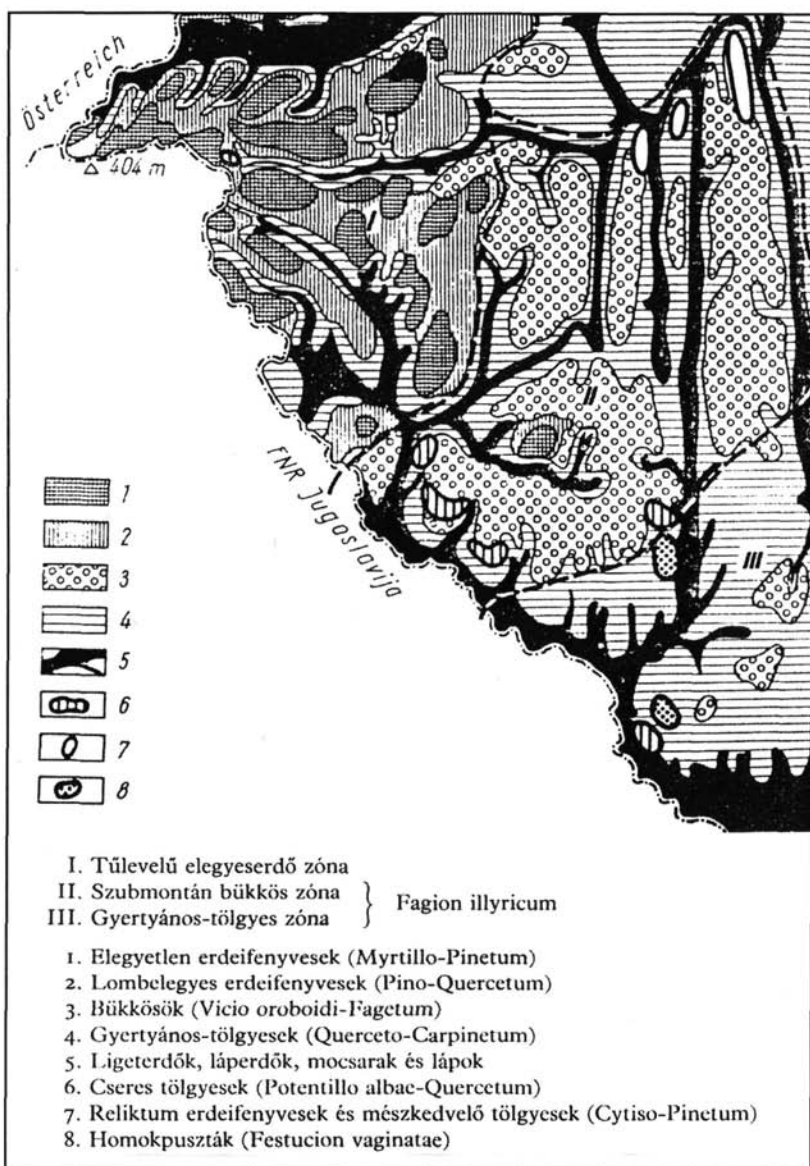 Österreich
△ 404 m
I
II
III
FNR Jugoslavija
1
2
3
4
5
6
7
8
I. Tűlevelű elegyeserdő zóna
II. Szubmontán bükkös zóna
III. Gyertyános-tölgyes zóna
Fagion illyricum
1. Elegyetlen erdeifenyvesek (Myrtillo-Pinetum)
2. Lombelegyes erdeifenyvesek (Pino-Quercetum)
3. Bükkösök (Vicio oroboidi-Fagetum)
4. Gyertyános-tölgyesek (Querceto-Carpinetum)
5. Ligeterdők, láperdők, mocsarak és lápok
6. Cseres tölgyesek (Potentillo albae-Quercetum)
7. Reliktum erdeifenyvesek és mészkedvelő tölgyesek (Cytiso-Pinetum)
8. Homokpuszták (Festucion vaginatae)